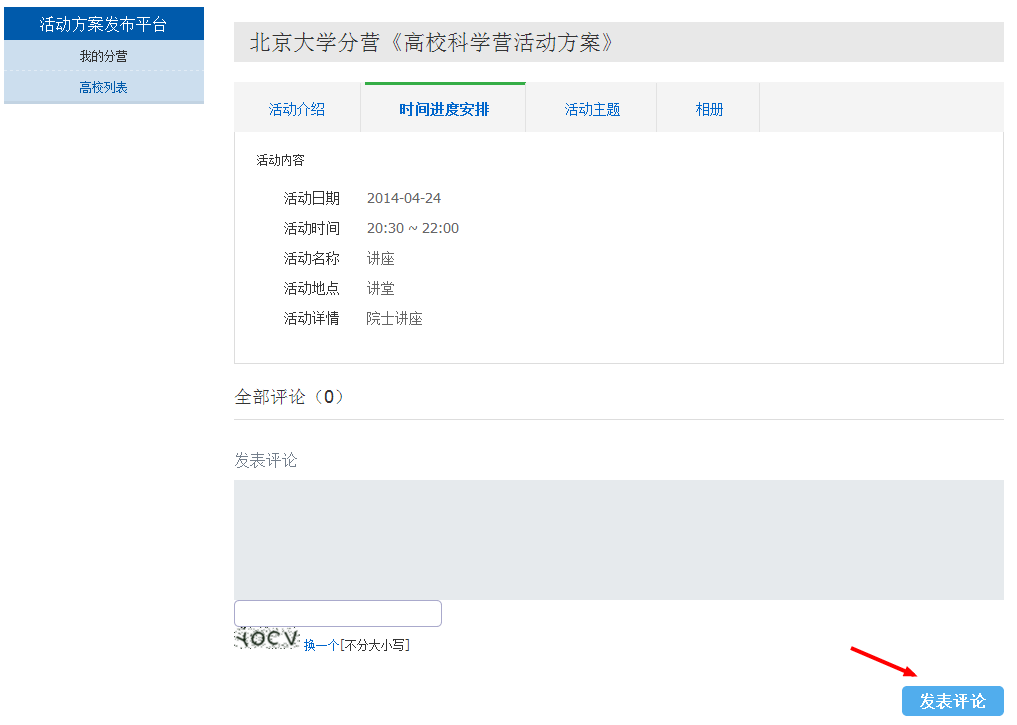 活动方案发布平台
我的分营
高校列表
北京大学分营《高校科学营活动方案》
活动介绍 时间进度安排 活动主题 相册
活动内容
活动日期 2014-04-24
活动时间 20:30 ~ 22:00
活动名称 讲座
活动地点 讲堂
活动详情 院士讲座
全部评论（0）
发表评论
换一个[不分大小写]
发表评论